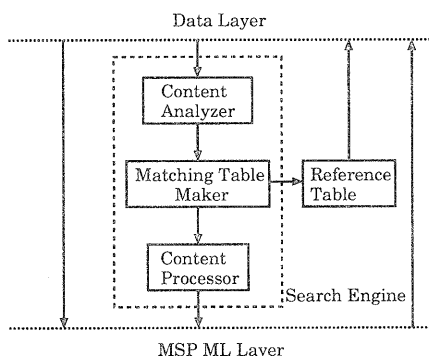 Data Layer
Content
Analyzer
Matching Table
Maker
Reference
Table
Content
Processor
Search Engine
MSP ML Layer